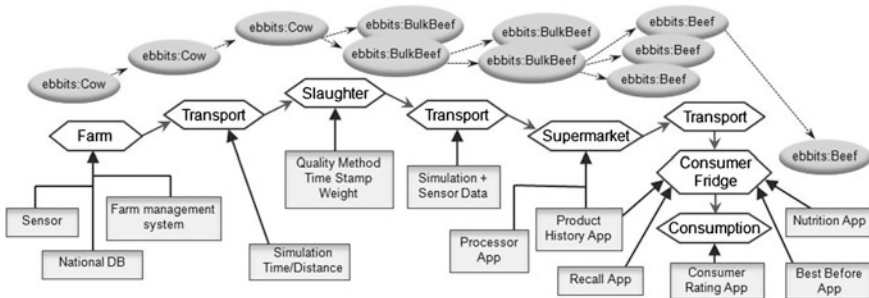 ebbits:Cow
ebbits:Cow
ebbits:Cow
ebbits:BulkBeef
ebbits:BulkBeef
ebbits:BulkBeef
ebbits:BulkBeef
ebbits:Beef
ebbits:Beef
ebbits:Beef
ebbits:Beef
Farm
Transport
Slaughter
Transport
Supermarket
Transport
Consumer
Fridge
Consumption
Sensor
National DB
Farm management
system
Simulation
Time/Distance
Quality Method
Time Stamp
Weight
Simulation +
Sensor Data
Processor
App
Product
History App
Recall App
Consumer
Rating App
Best Before
App
Nutrition App